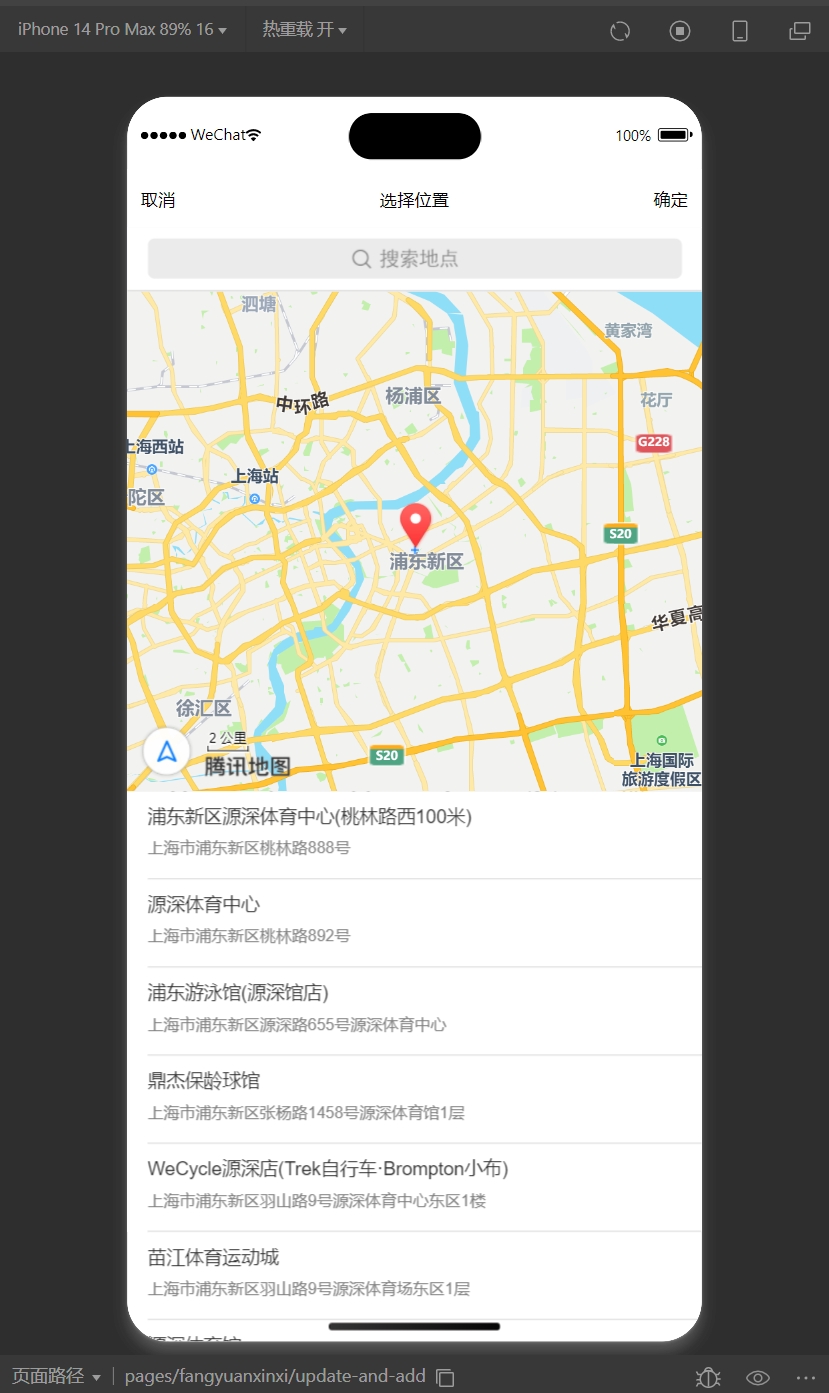 iPhone 14 Pro Max 89% 16
热重载 开
WeChat
100%
取消
选择位置
确定
搜索地点
泗塘
黄家湾
杨浦区
中环路
花厅
G228
上海西站
上海站
陀区
S20
浦东新区
华夏高
徐汇区
2 公里
腾讯地图
S20
上海国际
旅游度假区
浦东新区源深体育中心(桃林路西100米)
上海市浦东新区桃林路888号
源深体育中心
上海市浦东新区桃林路892号
浦东游泳馆(源深馆店)
上海市浦东新区源深路655号源深体育中心
鼎杰保龄球馆
上海市浦东新区张杨路1458号源深体育馆1层
WeCycle源深店(Trek自行车·Brompton小布)
上海市浦东新区羽山路9号源深体育中心东区1楼
苗江体育运动城
上海市浦东新区羽山路9号源深体育场东区1层
源深体育馆
页面路径
pages/fangyuanxinxi/update-and-add